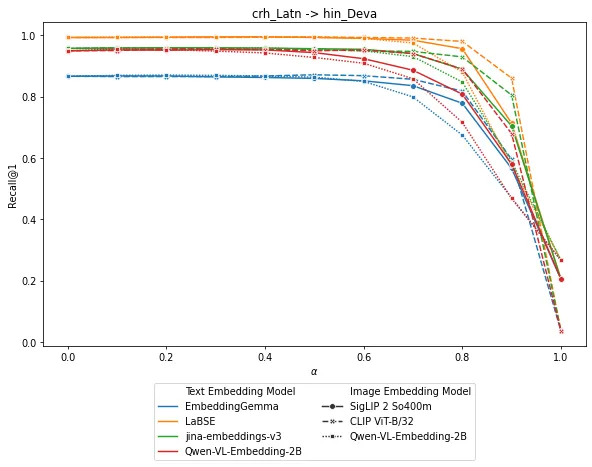 crh_Latn -> hin_Deva
Recall@1
1.0
0.8
0.6
0.4
0.2
0.0
0.0 0.2 0.4 0.6 0.8 1.0
α
Text Embedding Model
EmbeddingGemma
LaBSE
jina-embeddings-v3
Qwen-VL-Embedding-2B
Image Embedding Model
SigLIP 2 So400m
CLIP ViT-B/32
Qwen-VL-Embedding-2B